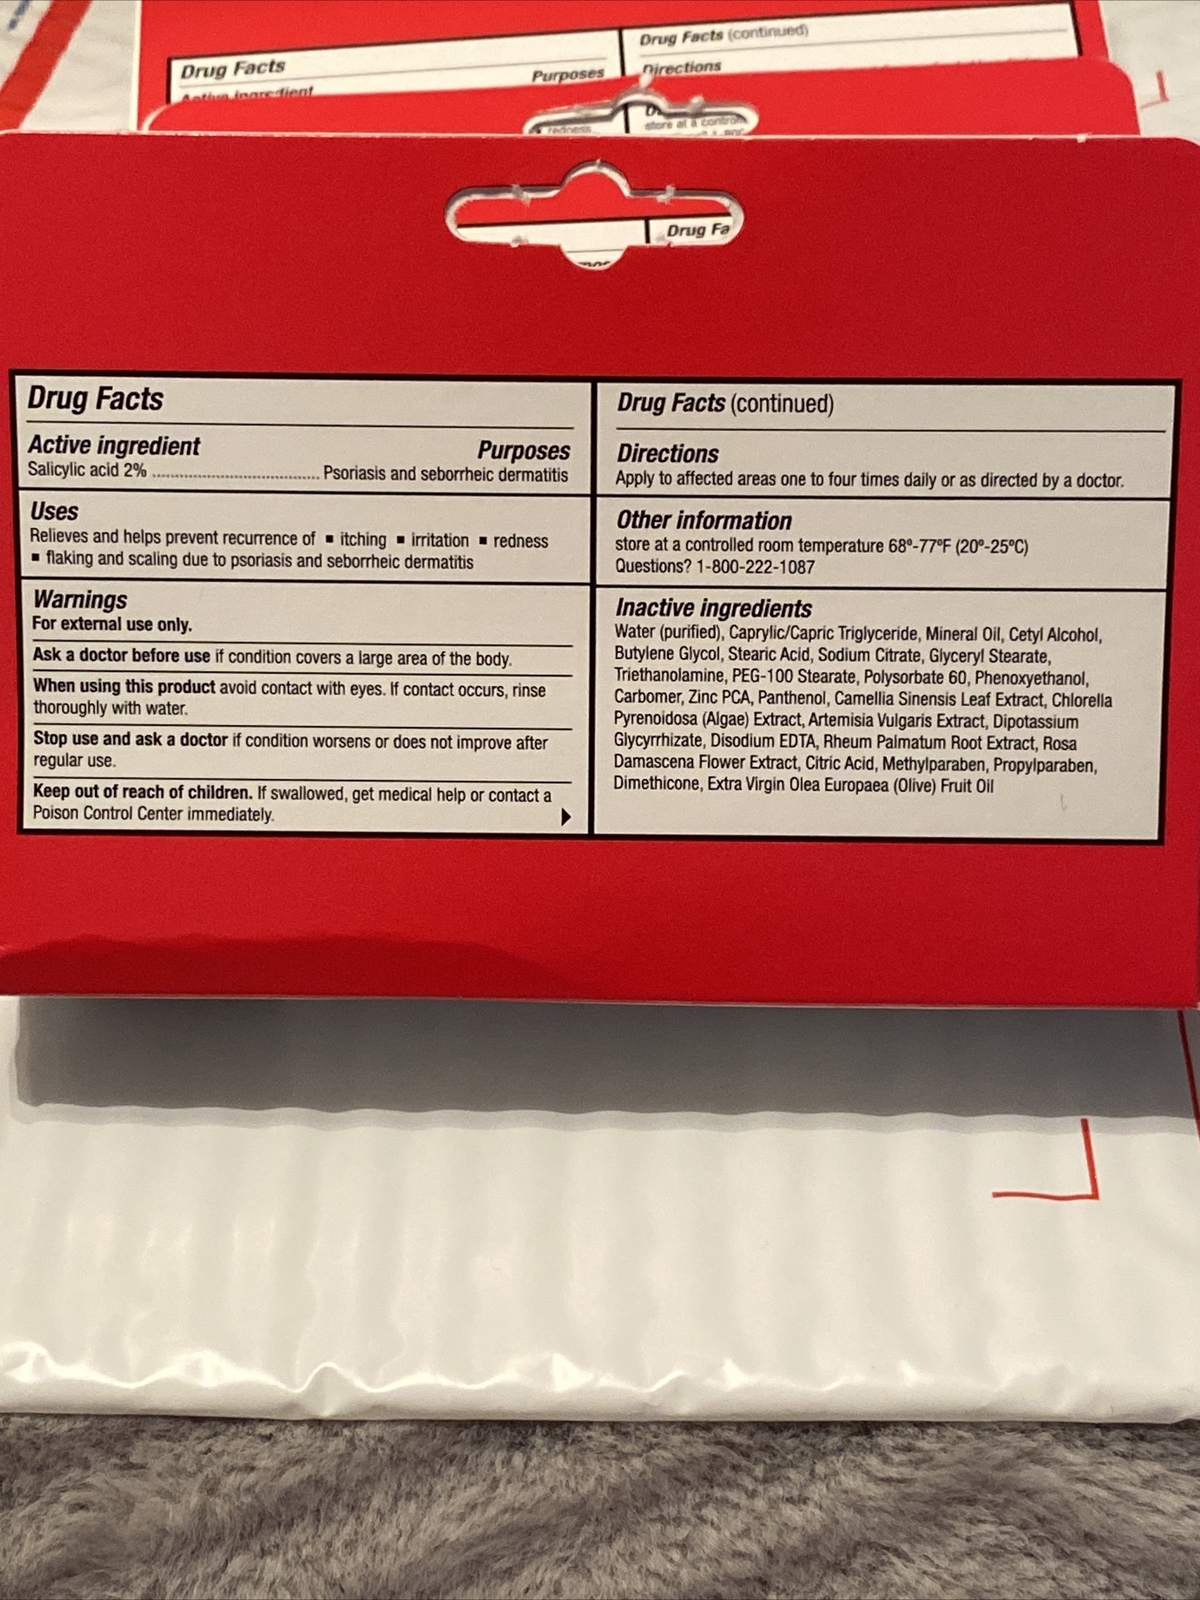 Drug Facts
Purposes
Drug Facts (continued)
Directions
redness
store at a
Drug Fa
Drug Facts
Active ingredient Purposes
Salicylic acid 2% ..................................... Psoriasis and seborrheic dermatitis
Uses
Relieves and helps prevent recurrence of ▪ itching ▪ irritation ▪ redness
▪ flaking and scaling due to psoriasis and seborrheic dermatitis
Warnings
For external use only.
Ask a doctor before use if condition covers a large area of the body.
When using this product avoid contact with eyes. If contact occurs, rinse
thoroughly with water.
Stop use and ask a doctor if condition worsens or does not improve after
regular use.
Keep out of reach of children. If swallowed, get medical help or contact a
Poison Control Center immediately.
Drug Facts (continued)
Directions
Apply to affected areas one to four times daily or as directed by a doctor.
Other information
store at a controlled room temperature 68º-77ºF (20º-25ºC)
Questions? 1-800-222-1087
Inactive ingredients
Water (purified), Caprylic/Capric Triglyceride, Mineral Oil, Cetyl Alcohol,
Butylene Glycol, Stearic Acid, Sodium Citrate, Glyceryl Stearate,
Triethanolamine, PEG-100 Stearate, Polysorbate 60, Phenoxyethanol,
Carbomer, Zinc PCA, Panthenol, Camellia Sinensis Leaf Extract, Chlorella
Pyrenoidosa (Algae) Extract, Artemisia Vulgaris Extract, Dipotassium
Glycyrrhizate, Disodium EDTA, Rheum Palmatum Root Extract, Rosa
Damascena Flower Extract, Citric Acid, Methylparaben, Propylparaben,
Dimethicone, Extra Virgin Olea Europaea (Olive) Fruit Oil